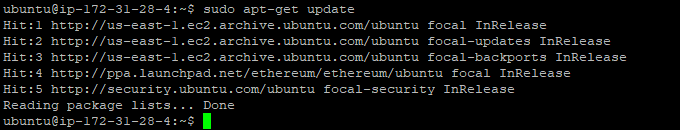 ubuntu@ip-172-31-28-4:~$ sudo apt-get update
Hit:1 http://us-east-1.ec2.archive.ubuntu.com/ubuntu focal InRelease
Hit:2 http://us-east-1.ec2.archive.ubuntu.com/ubuntu focal-updates InRelease
Hit:3 http://us-east-1.ec2.archive.ubuntu.com/ubuntu focal-backports InRelease
Hit:4 http://ppa.launchpad.net/ethereum/ethereum/ubuntu focal InRelease
Hit:5 http://security.ubuntu.com/ubuntu focal-security InRelease
Reading package lists... Done
ubuntu@ip-172-31-28-4:~$